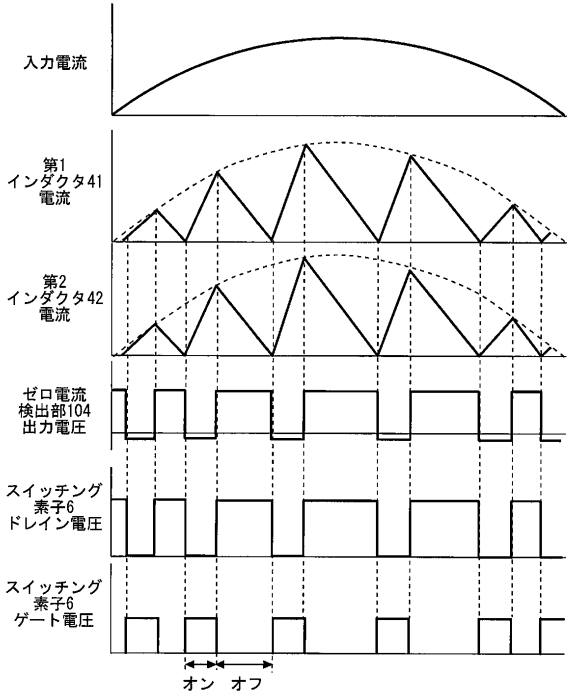 入力電流
第1
インダクタ41
電流
第2
インダクタ42
電流
ゼロ電流
検出部104
出力電圧
スイッチング
素子6
ドレイン電圧
スイッチング
素子6
ゲート電圧
オン オフ